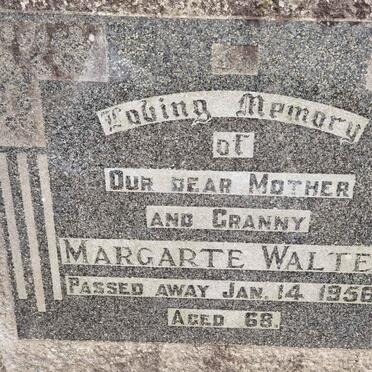 Loving Memory
of
Our dear Mother
and Granny
Margarte Walte
Passed away Jan. 14 1956
Aged 68.